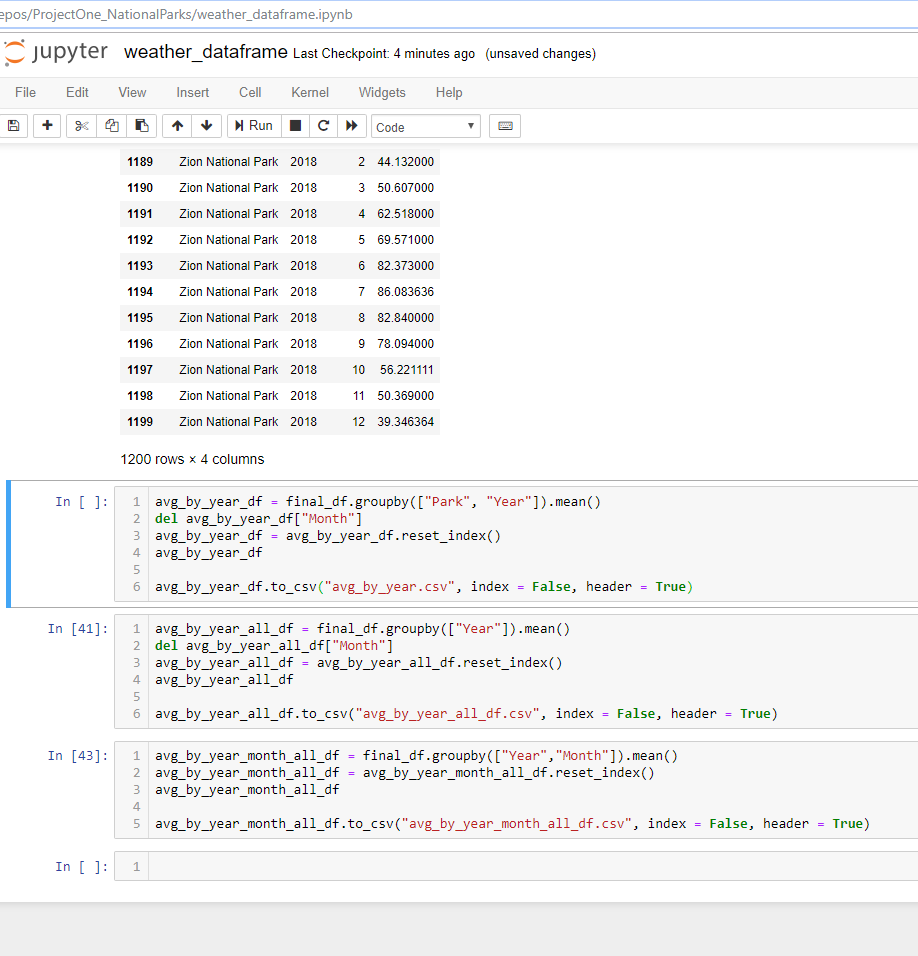 epos/ProjectOne_NationalParks/weather_dataframe.ipynb
jupyter weather_dataframe Last Checkpoint: 4 minutes ago (unsaved changes)
File Edit View Insert Cell Kernel Widgets Help
Run Code
1189 Zion National Park 2018 2 44.132000
1190 Zion National Park 2018 3 50.607000
1191 Zion National Park 2018 4 62.518000
1192 Zion National Park 2018 5 69.571000
1193 Zion National Park 2018 6 82.373000
1194 Zion National Park 2018 7 86.083636
1195 Zion National Park 2018 8 82.840000
1196 Zion National Park 2018 9 78.094000
1197 Zion National Park 2018 10 56.221111
1198 Zion National Park 2018 11 50.369000
1199 Zion National Park 2018 12 39.346364
1200 rows × 4 columns
In [ ]: 1 avg_by_year_df = final_df.groupby(["Park", "Year"]).mean()
2 del avg_by_year_df["Month"]
3 avg_by_year_df = avg_by_year_df.reset_index()
4 avg_by_year_df
5
6 avg_by_year_df.to_csv("avg_by_year.csv", index = False, header = True)
In [41]: 1 avg_by_year_all_df = final_df.groupby(["Year"]).mean()
2 del avg_by_year_all_df["Month"]
3 avg_by_year_all_df = avg_by_year_all_df.reset_index()
4 avg_by_year_all_df
5
6 avg_by_year_all_df.to_csv("avg_by_year_all_df.csv", index = False, header = True)
In [43]: 1 avg_by_year_month_all_df = final_df.groupby(["Year","Month"]).mean()
2 avg_by_year_month_all_df = avg_by_year_month_all_df.reset_index()
3 avg_by_year_month_all_df
4
5 avg_by_year_month_all_df.to_csv("avg_by_year_month_all_df.csv", index = False, header = True)
In [ ]: 1